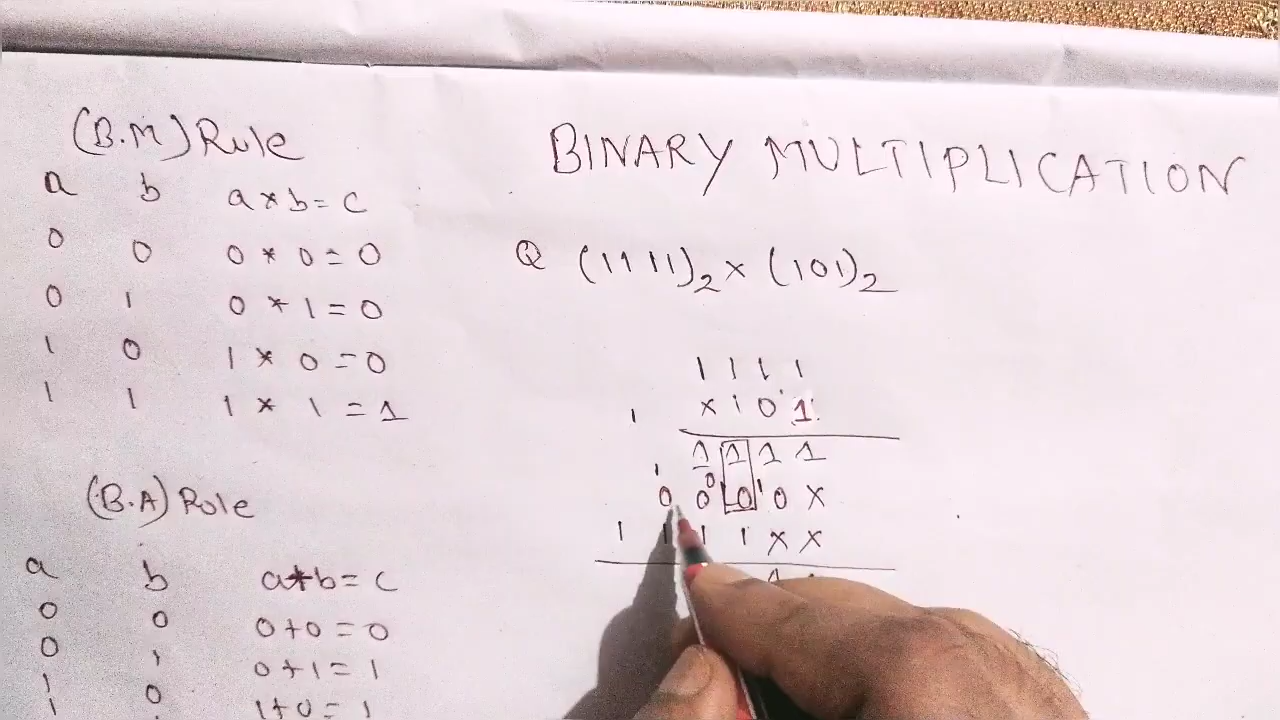 (B.M) Rule
a b a*b=c
0 0 0*0=0
0 1 0*1=0
1 0 1*0=0
1 1 1*1=1
(B.A) Rule
a b a+b=c
0 0 0+0=0
0 1 0+1=1
1 0 1+0=1
BINARY MULTIPLICATION
Q (1111)₂ x (101)₂
1 1 1 1
1 x 1 0 1
1 1 1 1
0 0 0 0 x
1 1 1 1 x x